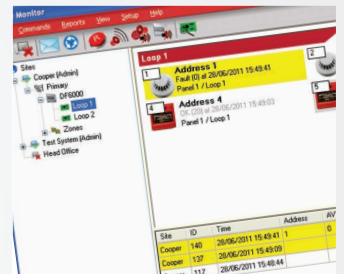 Monitor
Commands Reports View Setup Help
Sites
Cooper (Admin)
Primary
DF6000
Loop 1
Loop 2
Zones
Test System (Admin)
Head Office
Loop 1
1
Address 1
Fault (0) at 28/06/2011 15:49:41
Panel 1 / Loop 1
2
4
Address 4
OK (20) at 28/06/2011 15:49:03
Panel 1 / Loop 1
5
Site ID Time Address
Cooper 140 28/06/2011 15:49:41 1 0
Cooper 137 28/06/2011 15:49:09
117 28/06/2011 15:48:44